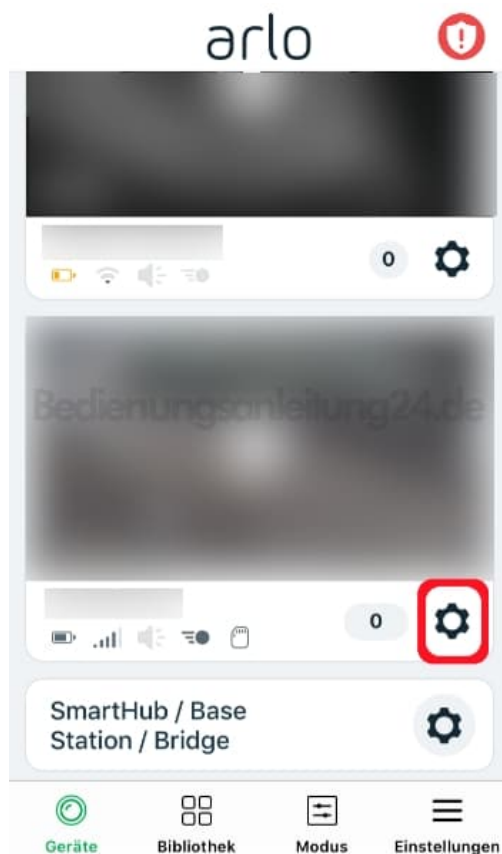 arlo
0
Bedienungsanleitung24.de
0
SmartHub / Base
Station / Bridge
Geräte Bibliothek Modus Einstellungen